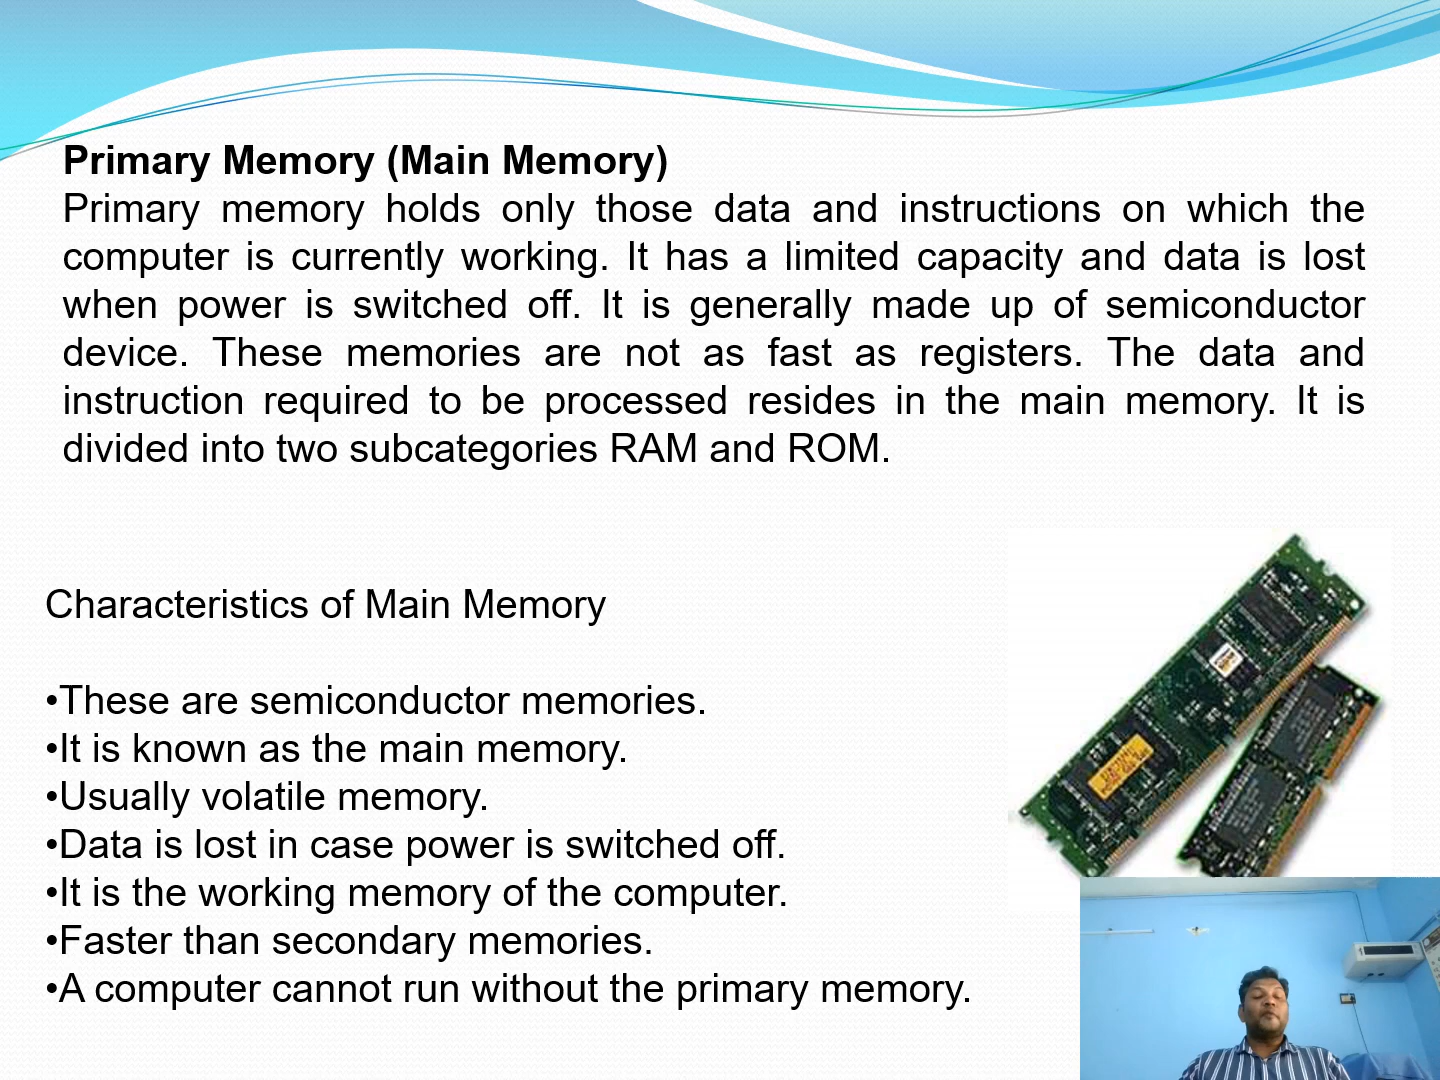 Primary Memory (Main Memory)
Primary memory holds only those data and instructions on which the
computer is currently working. It has a limited capacity and data is lost
when power is switched off. It is generally made up of semiconductor
device. These memories are not as fast as registers. The data and
instruction required to be processed resides in the main memory. It is
divided into two subcategories RAM and ROM.
Characteristics of Main Memory
•These are semiconductor memories.
•It is known as the main memory.
•Usually volatile memory.
•Data is lost in case power is switched off.
•It is the working memory of the computer.
•Faster than secondary memories.
•A computer cannot run without the primary memory.